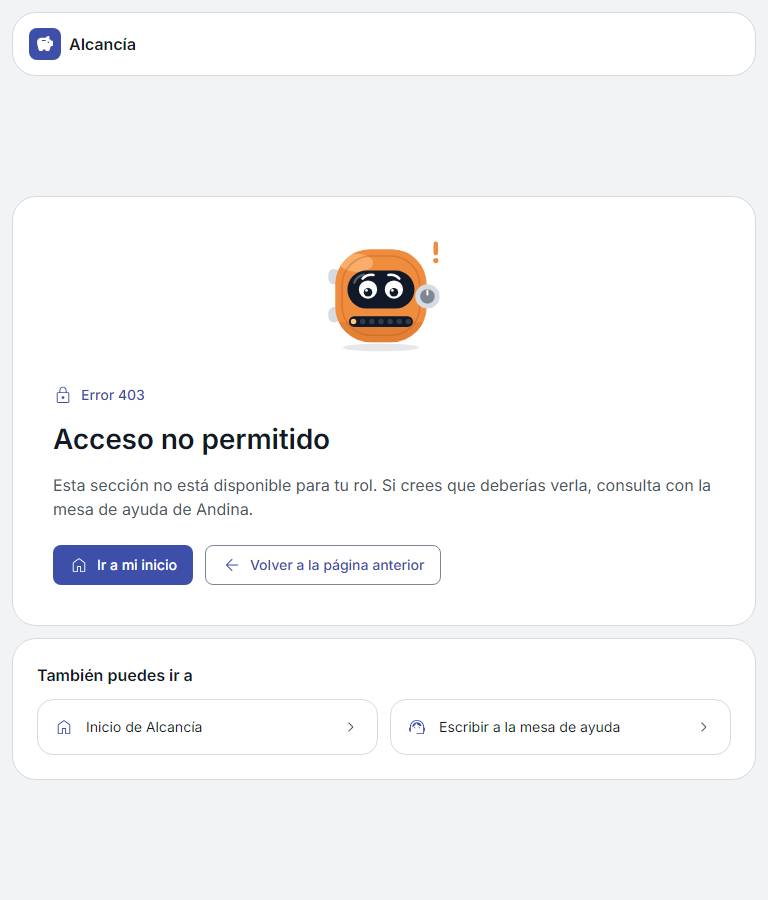 Alcancía
Error 403
Acceso no permitido
Esta sección no está disponible para tu rol. Si crees que deberías verla, consulta con la
mesa de ayuda de Andina.
Ir a mi inicio
Volver a la página anterior
También puedes ir a
Inicio de Alcancía
Escribir a la mesa de ayuda